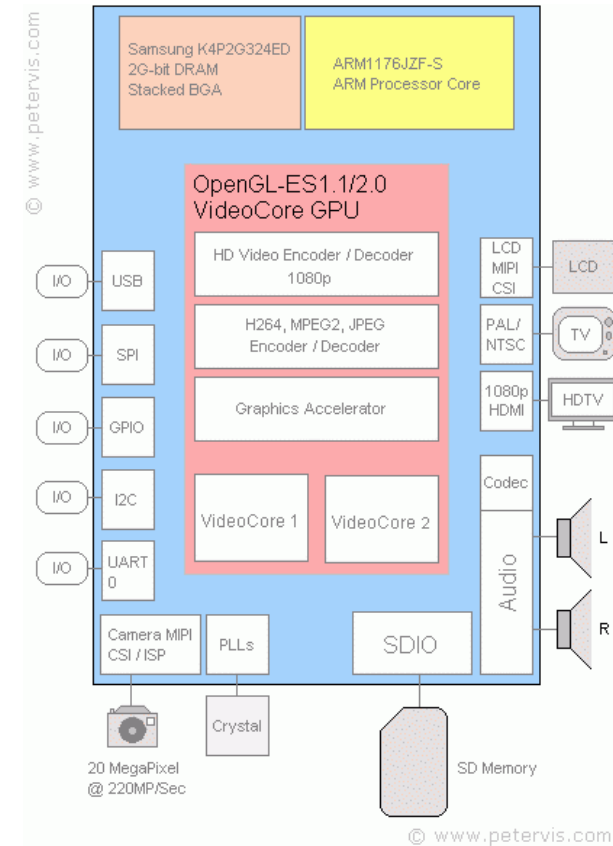 © www.petervis.com
Samsung K4P2G324ED
2G-bit DRAM
Stacked BGA
ARM1176JZF-S
ARM Processor Core
OpenGL-ES1.1/2.0
VideoCore GPU
HD Video Encoder / Decoder
1080p
H264, MPEG2, JPEG
Encoder / Decoder
Graphics Accelerator
VideoCore 1
VideoCore 2
I/O
USB
I/O
SPI
I/O
GPIO
I/O
I2C
I/O
UART
0
LCD
MIPI
CSI
LCD
PAL/
NTSC
TV
1080p
HDMI
HDTV
Codec
Audio
L
R
Camera MIPI
CSI / ISP
PLLs
SDIO
Crystal
20 MegaPixel
@ 220MP/Sec
SD Memory
© www.petervis.com